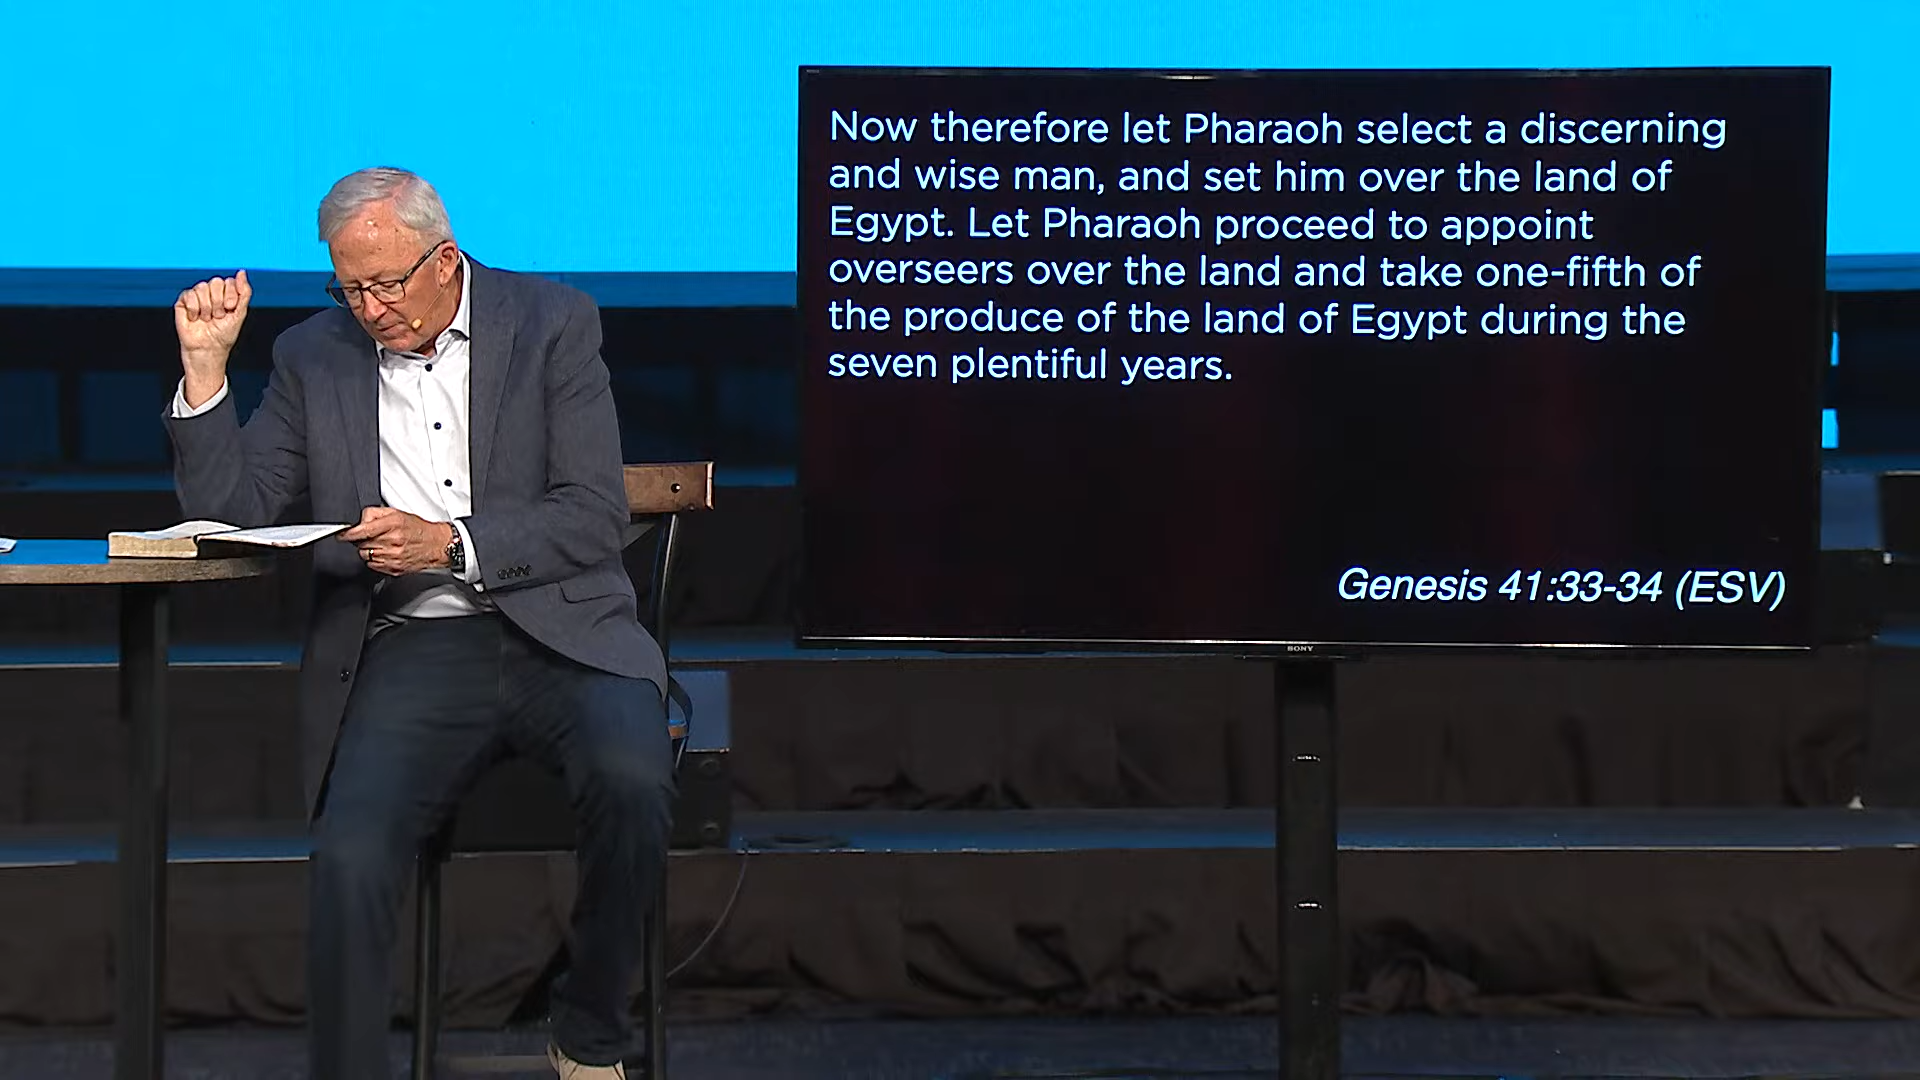 Now therefore let Pharaoh select a discerning
and wise man, and set him over the land of
Egypt. Let Pharaoh proceed to appoint
overseers over the land and take one-fifth of
the produce of the land of Egypt during the
seven plentiful years.
Genesis 41:33-34 (ESV)
SONY